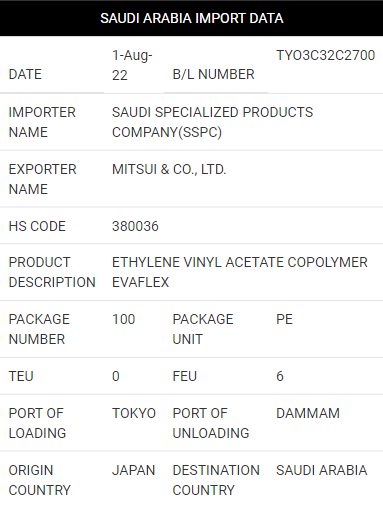 SAUDI ARABIA IMPORT DATA
DATE 1-Aug-22 B/L NUMBER TYO3C32C2700
IMPORTER NAME SAUDI SPECIALIZED PRODUCTS COMPANY(SSPC)
EXPORTER NAME MITSUI & CO., LTD.
HS CODE 380036
PRODUCT DESCRIPTION ETHYLENE VINYL ACETATE COPOLYMER EVAFLEX
PACKAGE NUMBER 100 PACKAGE UNIT PE
TEU 0 FEU 6
PORT OF LOADING TOKYO PORT OF UNLOADING DAMMAM
ORIGIN COUNTRY JAPAN DESTINATION COUNTRY SAUDI ARABIA